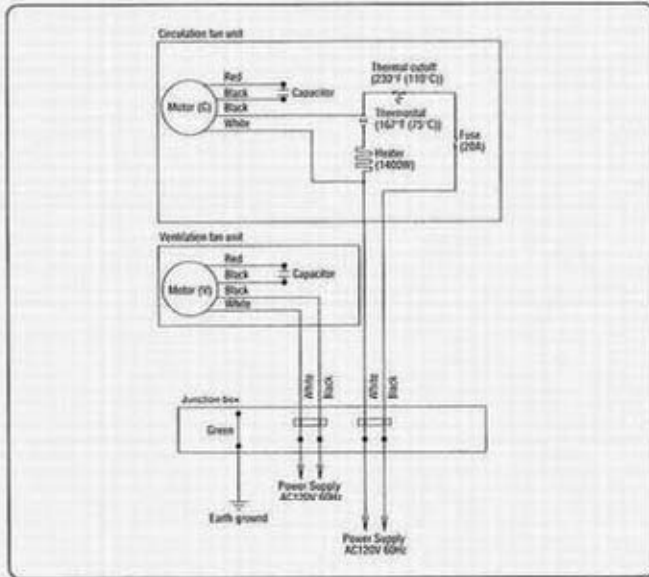 Circulation fan unit
Motor (C)
Red
Black
Black
White
Capacitor
Thermal cutoff
(230°F (110°C))
Thermostat
(167°F (75°C))
Heater
(1400W)
Fuse
(20A)
Ventilation fan unit
Motor (V)
Red
Black
Black
White
Capacitor
White
Black
White
Black
Junction box
Green
Earth ground
Power Supply
AC120V 60Hz
Power Supply
AC120V 60Hz